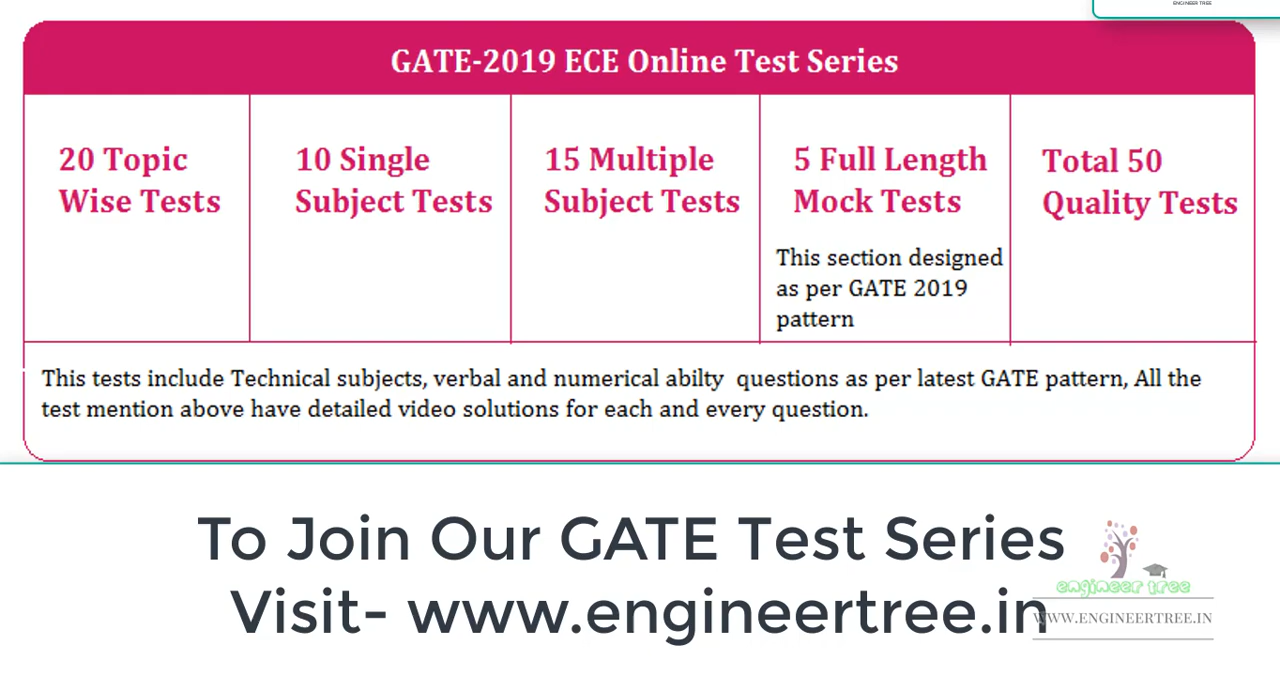 ENGINEER TREE
GATE-2019 ECE Online Test Series
20 Topic
Wise Tests
10 Single
Subject Tests
15 Multiple
Subject Tests
5 Full Length
Mock Tests
This section designed
as per GATE 2019
pattern
Total 50
Quality Tests
This tests include Technical subjects, verbal and numerical abilty questions as per latest GATE pattern, All the
test mention above have detailed video solutions for each and every question.
To Join Our GATE Test Series
Visit- www.engineertree.in
engineer tree
WWW.ENGINEERTREE.IN